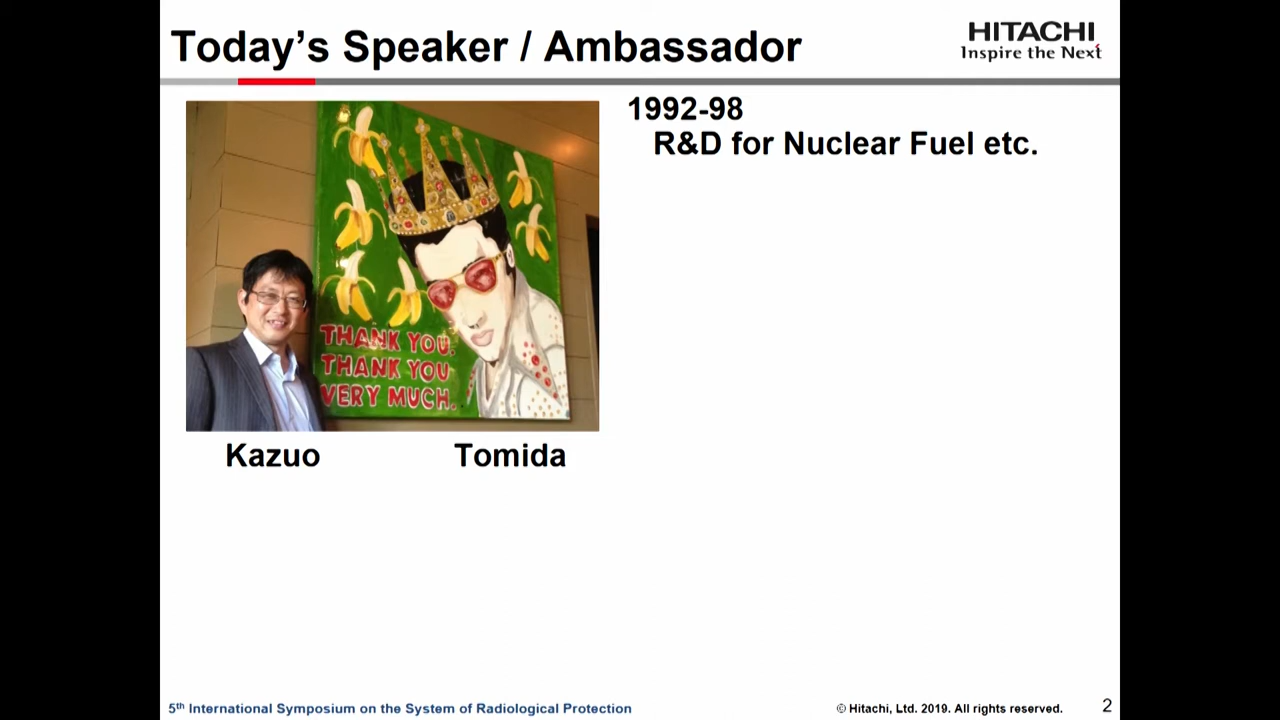 Today’s Speaker / Ambassador
HITACHI
Inspire the Next
1992-98
R&D for Nuclear Fuel etc.
THANK YOU.
THANK YOU
VERY MUCH.
Kazuo Tomida
5th International Symposium on the System of Radiological Protection
© Hitachi, Ltd. 2019. All rights reserved.
2